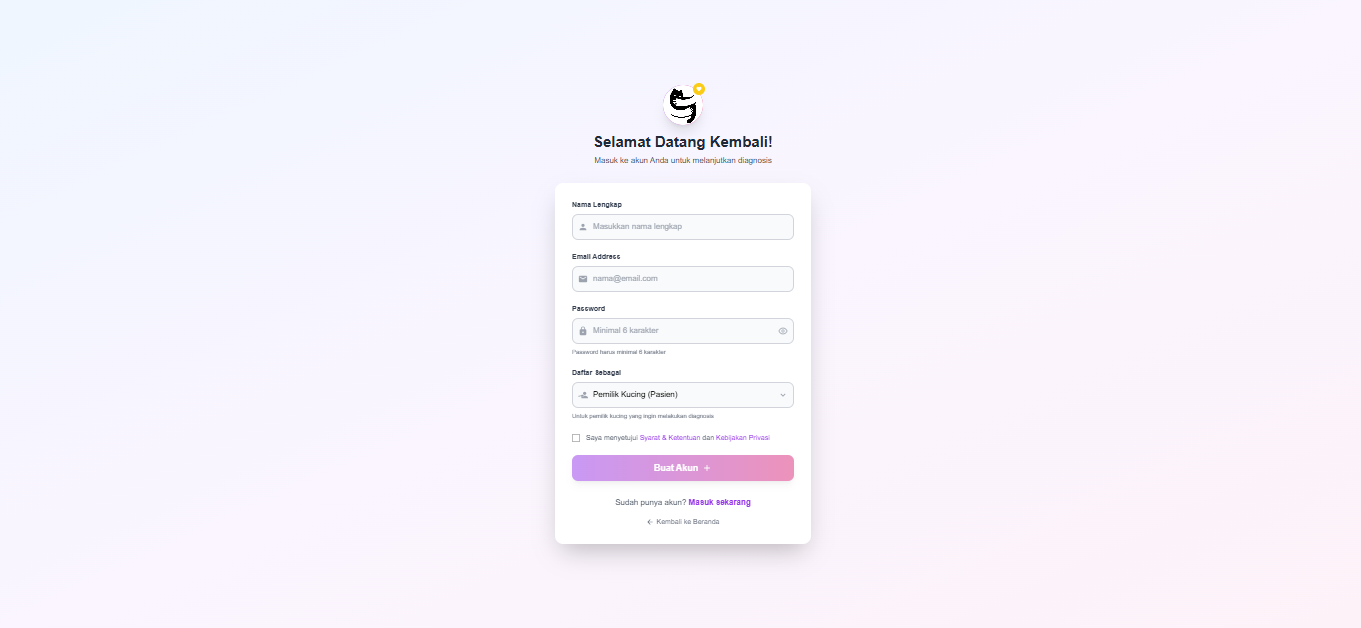 Selamat Datang Kembali!
Masuk ke akun Anda untuk melanjutkan diagnosis
Nama Lengkap
Masukkan nama lengkap
Email Address
nama@email.com
Password
Minimal 6 karakter
Password harus minimal 6 karakter
Daftar Sebagai
Pemilik Kucing (Pasien)
Untuk pemilik kucing yang ingin melakukan diagnosis
Saya menyetujui Syarat & Ketentuan dan Kebijakan Privasi
Buat Akun +
Sudah punya akun? Masuk sekarang
← Kembali ke Beranda